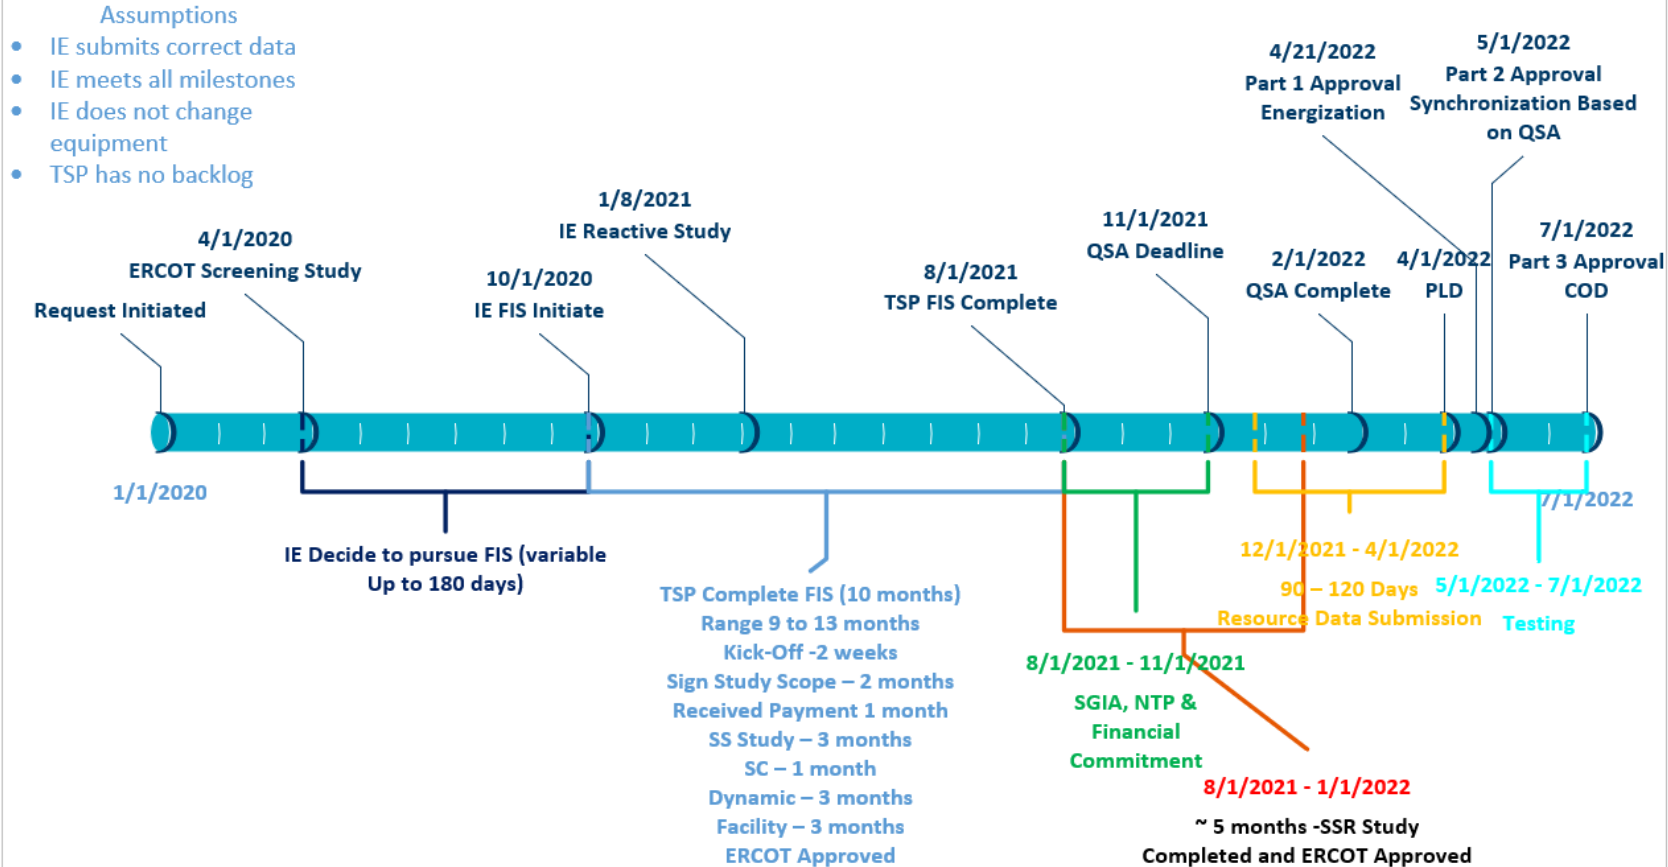 Assumptions
• IE submits correct data
• IE meets all milestones
• IE does not change
equipment
• TSP has no backlog
Request Initiated
4/1/2020
ERCOT Screening Study
10/1/2020
IE FIS Initiate
1/8/2021
IE Reactive Study
8/1/2021
TSP FIS Complete
11/1/2021
QSA Deadline
2/1/2022
QSA Complete
4/1/2022
PLD
4/21/2022
Part 1 Approval
Energization
5/1/2022
Part 2 Approval
Synchronization Based
on QSA
7/1/2022
Part 3 Approval
COD
1/1/2020
7/1/2022
IE Decide to pursue FIS (variable
Up to 180 days)
TSP Complete FIS (10 months)
Range 9 to 13 months
Kick-Off -2 weeks
Sign Study Scope – 2 months
Received Payment 1 month
SS Study – 3 months
SC – 1 month
Dynamic – 3 months
Facility – 3 months
ERCOT Approved
8/1/2021 - 11/1/2021
SGIA, NTP &
Financial
Commitment
8/1/2021 - 1/1/2022
~ 5 months -SSR Study
Completed and ERCOT Approved
12/1/2021 - 4/1/2022
90 – 120 Days
Resource Data Submission
5/1/2022 - 7/1/2022
Testing